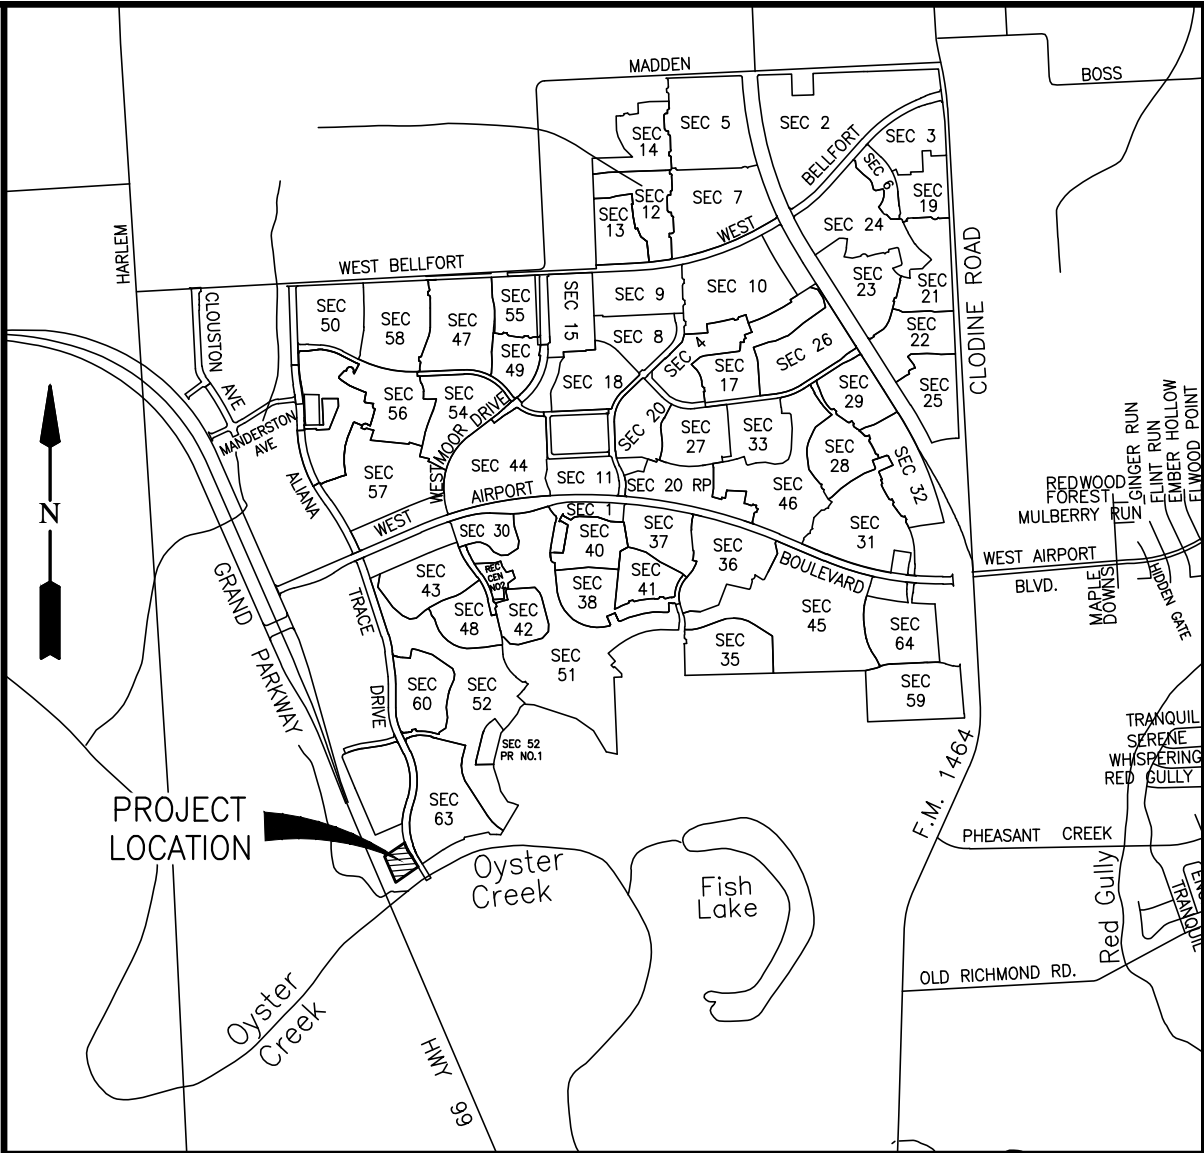 MADDEN
BOSS
SEC 5
SEC 2
SEC
14
SEC 3
BELLFORT
SEC 6
SEC
12
SEC 7
SEC
19
SEC
13
SEC 24
WEST
HARLEM
CLODINE ROAD
WEST BELLFORT
SEC
23
SEC
21
SEC 9
SEC 10
CLOUSTON
AVE
SEC
50
SEC
58
SEC
47
SEC
55
SEC 15
SEC 8
SEC
22
SEC
49
SEC 4
SEC 26
SEC
17
SEC 18
SEC
29
SEC
25
SEC
56
SEC
54
WESTMOOR DRIVE
SEC 20
SEC
27
SEC
33
MANDERSTON
AVE
SEC
28
SEC 44
SEC
57
ALIANA
TRACE
DRIVE
SEC 11
SEC 20 RP
SEC
46
SEC 32
WEST
AIRPORT
BOULEVARD
SEC 1
SEC 30
SEC
40
SEC
37
SEC
31
SEC
36
REDWOOD
FOREST
MULBERRY RUN
GINGER RUN
FLINT RUN
EMBER HOLLOW
ELWOOD POINT
N
WEST AIRPORT
BLVD.
MAPLE
DOWNS
HIDDEN GATE
SEC
43
REC
CEN
NO2
SEC
38
SEC
41
SEC
48
SEC
42
SEC
45
SEC
64
GRAND
PARKWAY
SEC
35
SEC
51
SEC
60
SEC
52
SEC
59
SEC 52
PR NO.1
TRANQUIL
SERENE
WHISPERING
RED GULLY
F.M. 1464
SEC
63
PROJECT
LOCATION
PHEASANT CREEK
Oyster
Creek
Fish
Lake
Red Gully
TRANQUIL
OLD RICHMOND RD.
Oyster
Creek
HWY 99